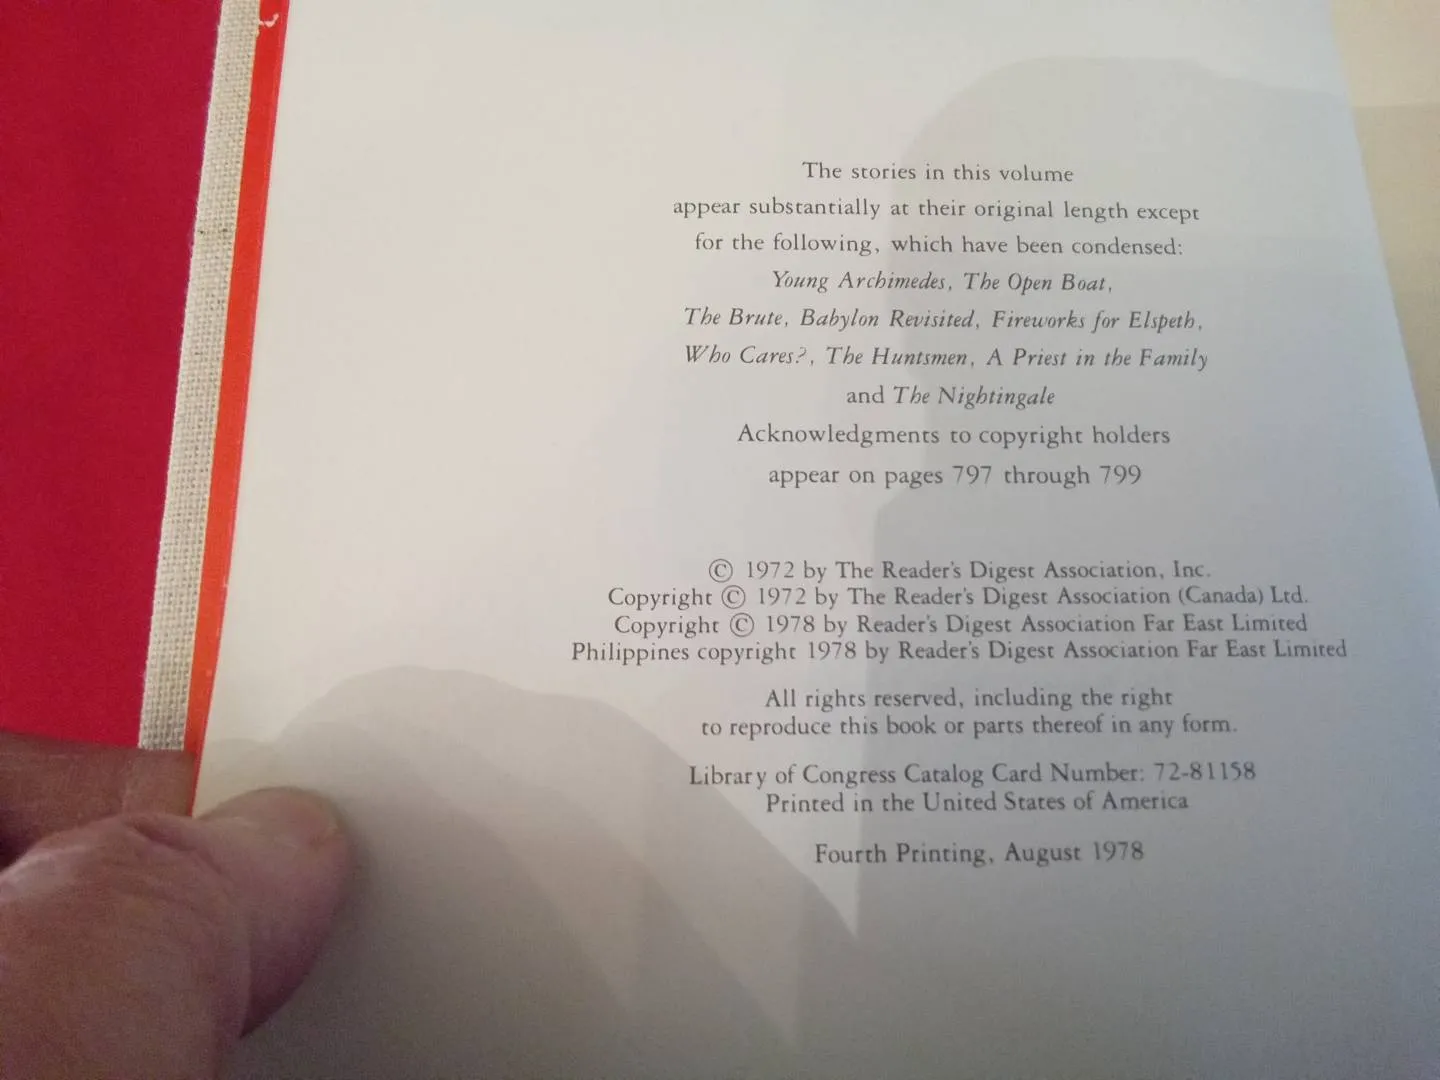 The stories in this volume
appear substantially at their original length except
for the following, which have been condensed:
Young Archimedes, The Open Boat,
The Brute, Babylon Revisited, Fireworks for Elspeth,
Who Cares?, The Huntsmen, A Priest in the Family
and The Nightingale
Acknowledgments to copyright holders
appear on pages 797 through 799
© 1972 by The Reader's Digest Association, Inc.
Copyright © 1972 by The Reader's Digest Association (Canada) Ltd.
Copyright © 1978 by Reader's Digest Association Far East Limited
Philippines copyright 1978 by Reader's Digest Association Far East Limited
All rights reserved, including the right
to reproduce this book or parts thereof in any form.
Library of Congress Catalog Card Number: 72-81158
Printed in the United States of America
Fourth Printing, August 1978